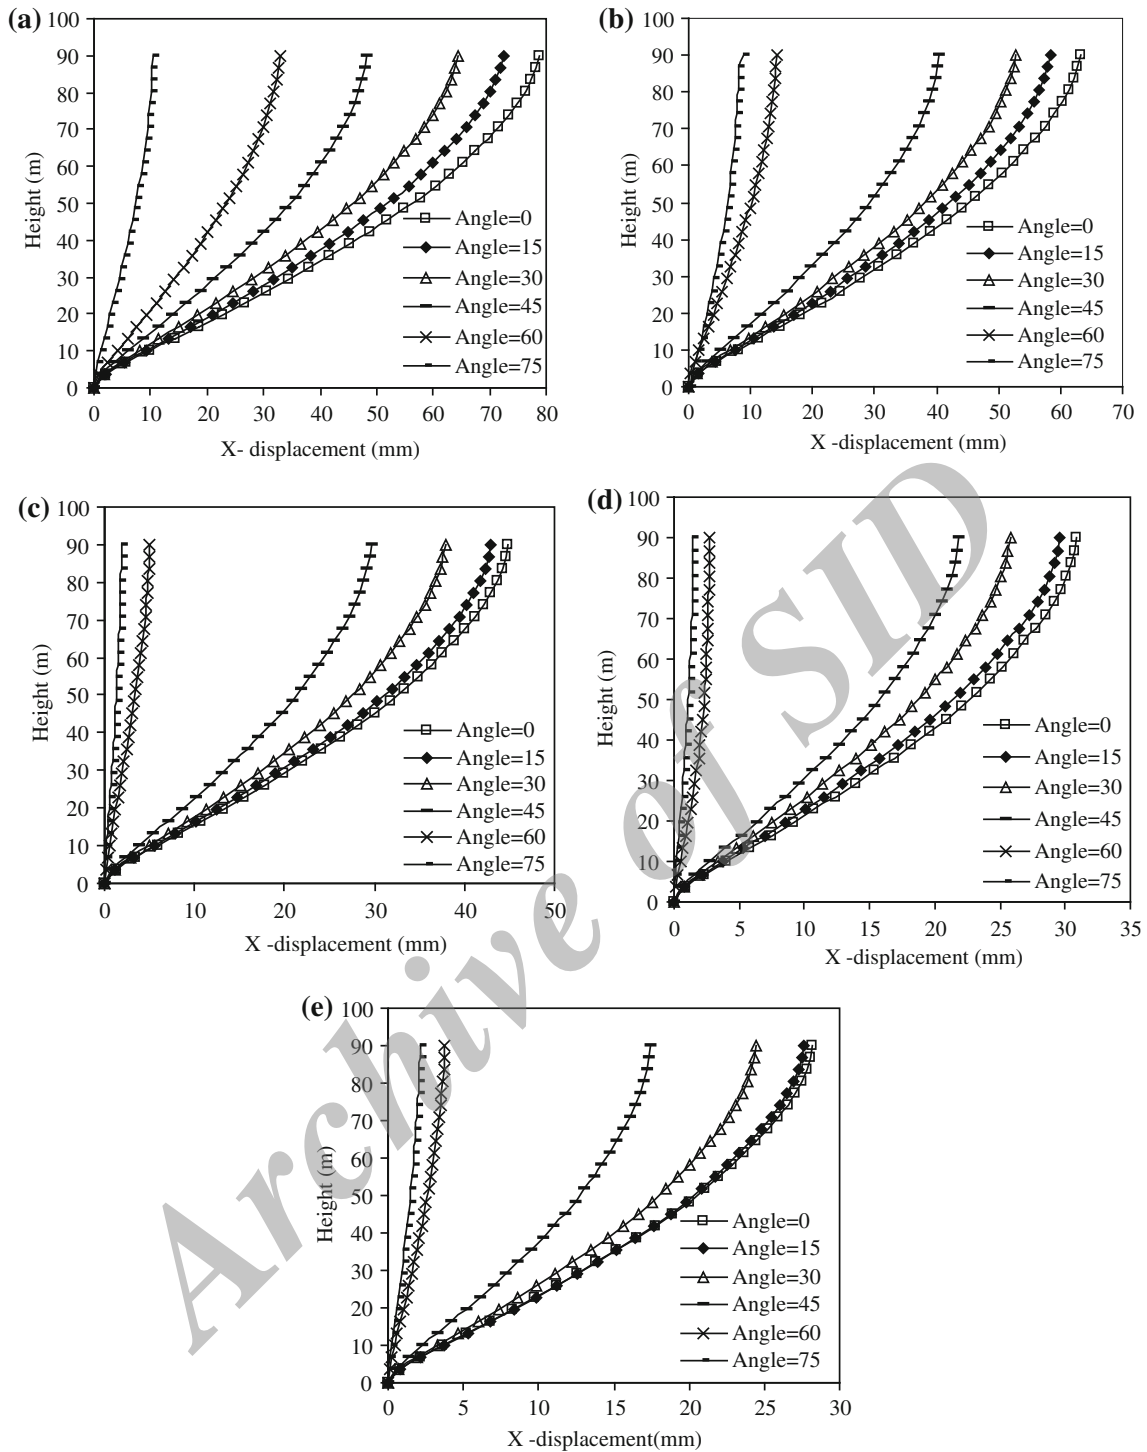 (a)
100
90
80
70
60
50
40
30
20
10
0
Height (m)
0 10 20 30 40 50 60 70 80
X- displacement (mm)
Angle=0
Angle=15
Angle=30
Angle=45
Angle=60
Angle=75
(b)
100
90
80
70
60
50
40
30
20
10
0
Height (m)
0 10 20 30 40 50 60 70
X -displacement (mm)
Angle=0
Angle=15
Angle=30
Angle=45
Angle=60
Angle=75
(c)
100
90
80
70
60
50
40
30
20
10
0
Height (m)
0 10 20 30 40 50
X -displacement (mm)
Angle=0
Angle=15
Angle=30
Angle=45
Angle=60
Angle=75
(d)
100
90
80
70
60
50
40
30
20
10
0
Height (m)
0 5 10 15 20 25 30 35
X -displacement (mm)
Angle=0
Angle=15
Angle=30
Angle=45
Angle=60
Angle=75
(e)
100
90
80
70
60
50
40
30
20
10
0
Height (m)
0 5 10 15 20 25 30
X -displacement(mm)
Angle=0
Angle=15
Angle=30
Angle=45
Angle=60
Angle=75
Archive of SID